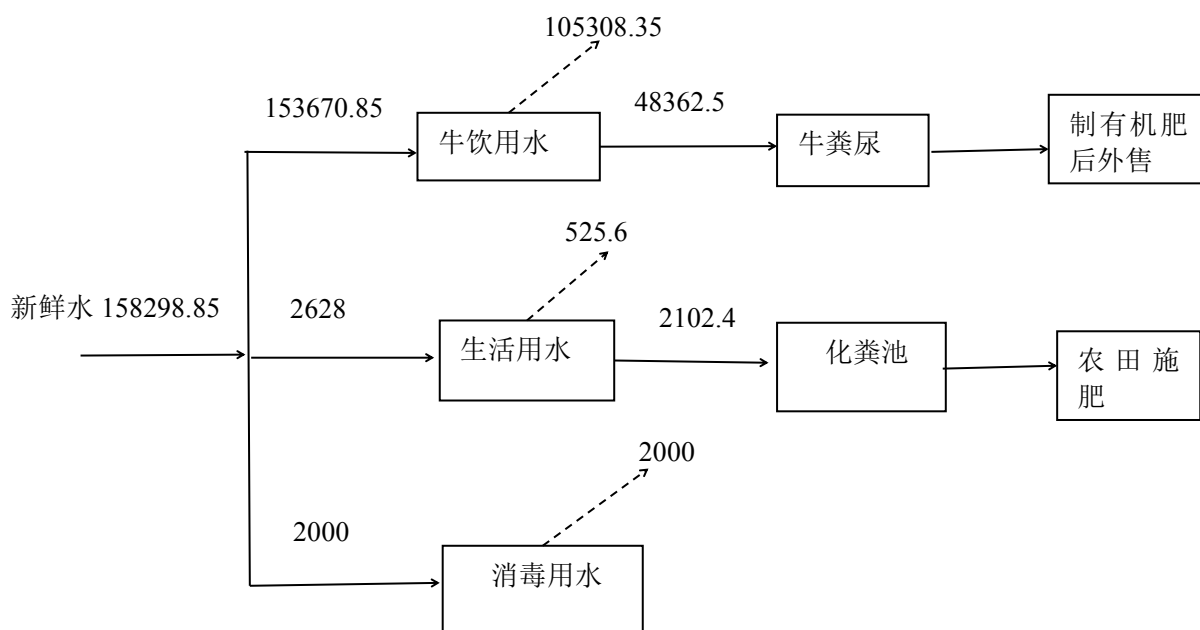 105308.35
153670.85
48362.5
牛饮用水
牛粪尿
制有机肥
后外售
525.6
新鲜水 158298.85
2628
2102.4
生活用水
化粪池
农田施
肥
2000
2000
消毒用水